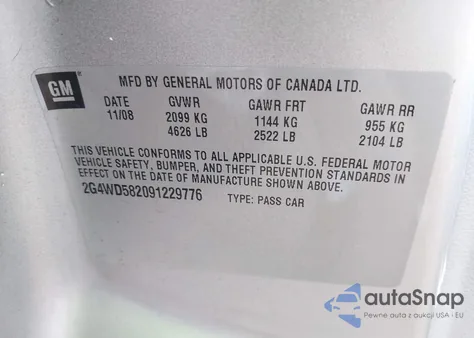 GM
MFD BY GENERAL MOTORS OF CANADA LTD.
DATE GVWR GAWR FRT GAWR RR
11/08 2099 KG 1144 KG 955 KG
4626 LB 2522 LB 2104 LB
THIS VEHICLE CONFORMS TO ALL APPLICABLE U.S. FEDERAL MOTOR
VEHICLE SAFETY, BUMPER, AND THEFT PREVENTION STANDARDS IN
EFFECT ON THE DATE OF MANUFACTURE SHOWN ABOVE.
2G4WD582091229776 TYPE: PASS CAR
autoSnap
Pewne auta z przeszłością USA - EU